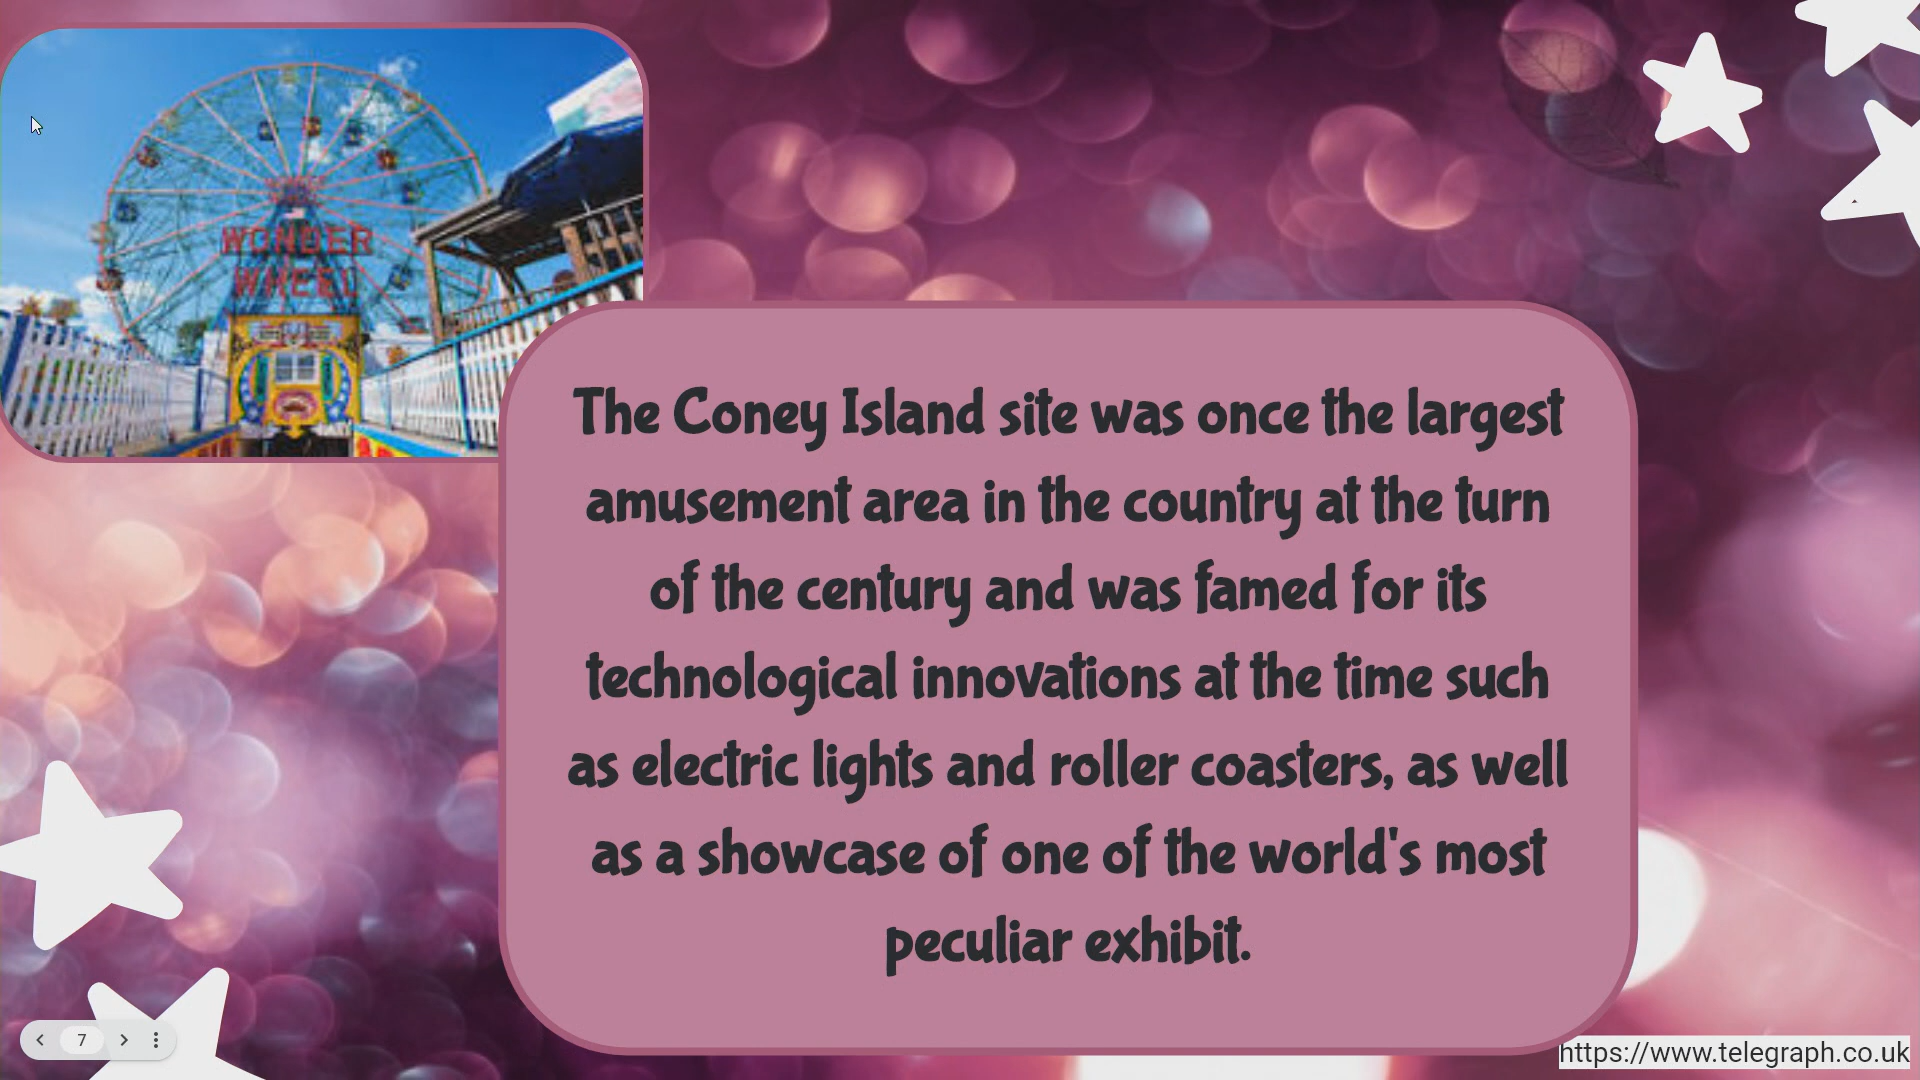 WONDER
WHEEL
The Coney Island site was once the largest
amusement area in the country at the turn
of the century and was famed for its
technological innovations at the time such
as electric lights and roller coasters, as well
as a showcase of one of the world's most
peculiar exhibit.
7
https://www.telegraph.co.uk